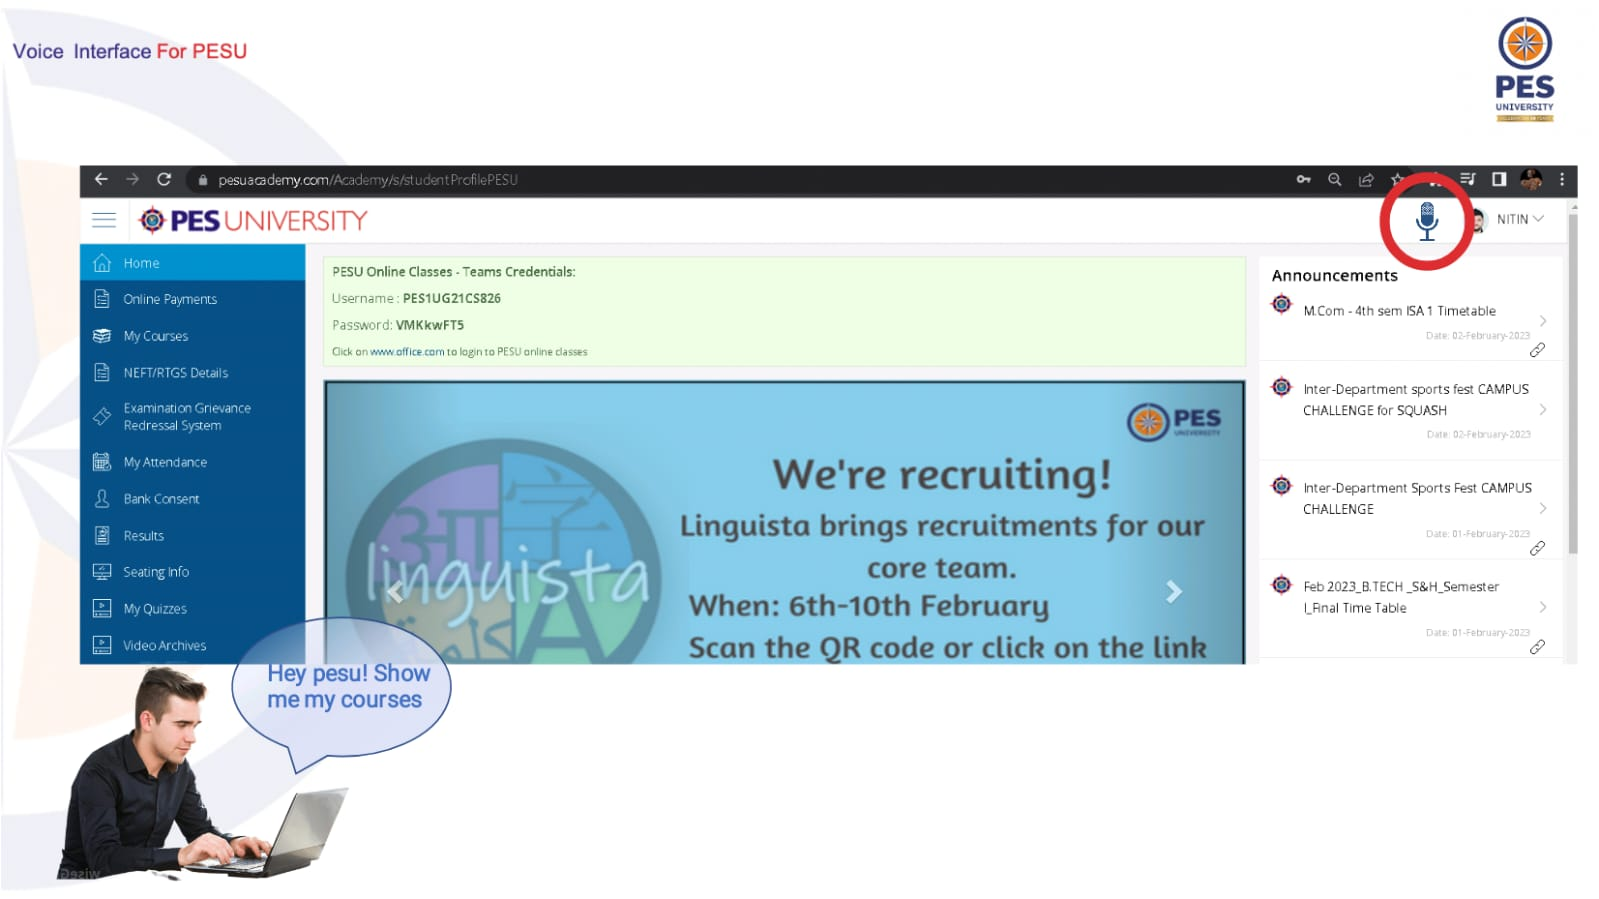 Voice Interface For PESU
PES
UNIVERSITY
pesuacademy.com/Academy/s/studentProfilePESU
PES UNIVERSITY
NITIN
Home
Online Payments
My Courses
NEFT/RTGS Details
Examination Grievance
Redressal System
My Attendance
Bank Consent
Results
Seating Info
My Quizzes
Video Archives
PESU Online Classes - Teams Credentials:
Username : PES1UG21CS826
Password: VMKkwFT5
Click on www.office.com to login to PESU online classes
PES
UNIVERSITY
linguista
We're recruiting!
Linguista brings recruitments for our
core team.
When: 6th-10th February
Scan the QR code or click on the link
Announcements
M.Com - 4th sem ISA 1 Timetable
Date: 02-February-2023
Inter-Department sports fest CAMPUS
CHALLENGE for SQUASH
Date: 02-February-2023
Inter-Department Sports Fest CAMPUS
CHALLENGE
Date: 01-February-2023
Feb 2023_B.TECH _S&H_Semester
I_Final Time Table
Date: 01-February-2023
Hey pesu! Show
me my courses